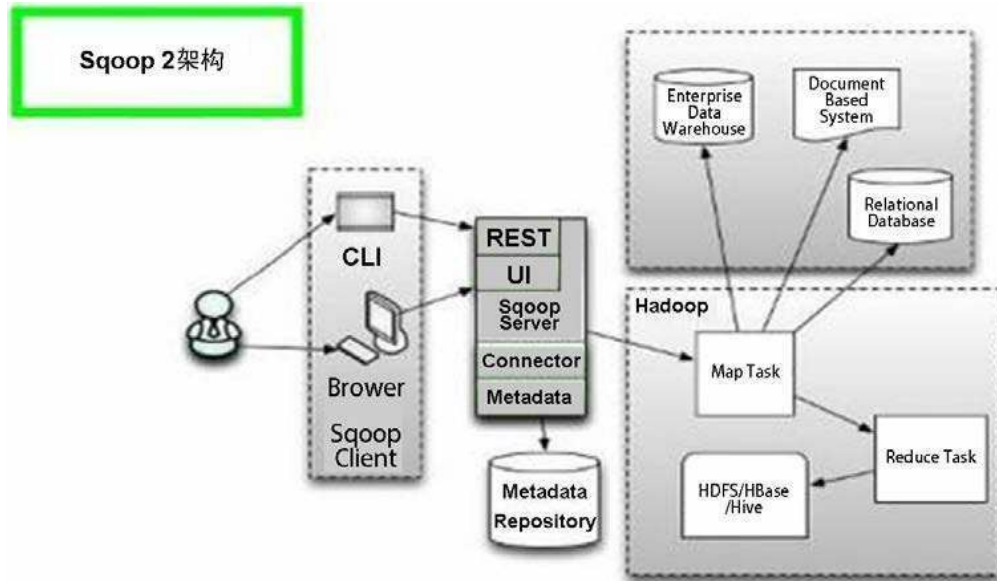 Sqoop 2架构
Enterprise
Data
Warehouse
Document
Based
System
Relational
Database
CLI
Brower
Sqoop
Client
REST
UI
Sqoop
Server
Connector
Metadata
Metadata
Repository
Hadoop
Map Task
Reduce Task
HDFS/HBase
/Hive